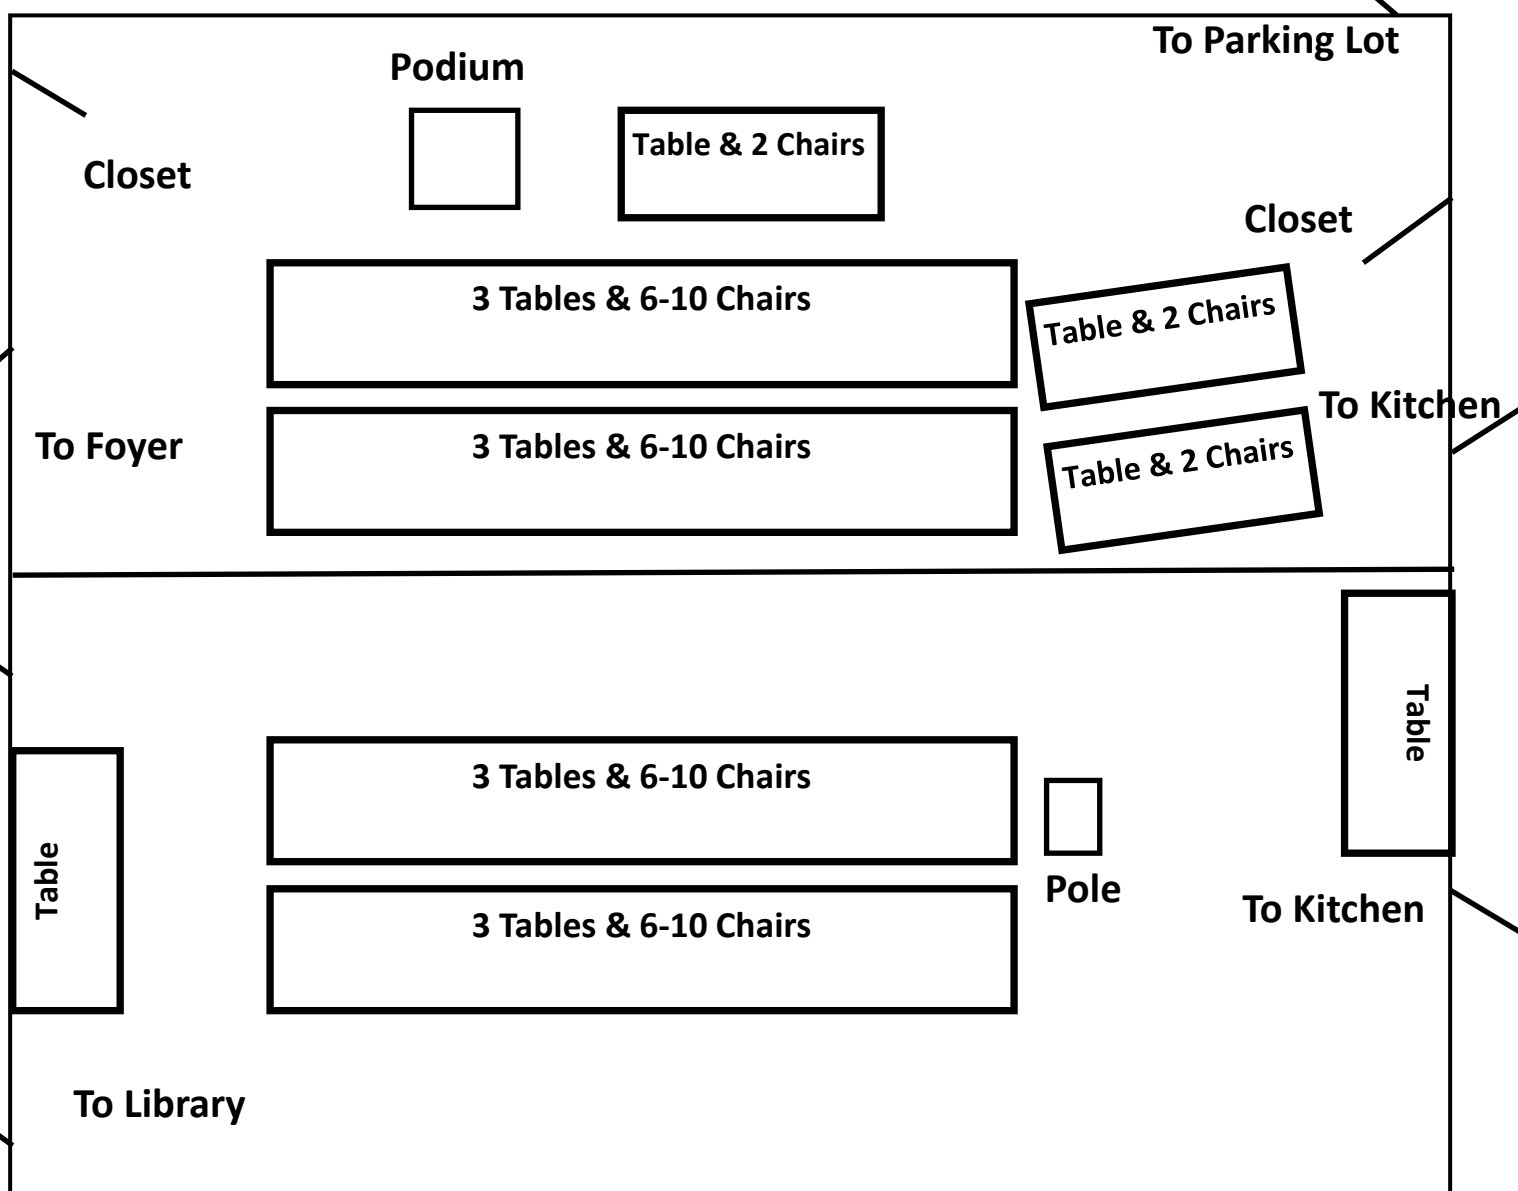 To Parking Lot
Podium
Table & 2 Chairs
Closet
Closet
3 Tables & 6-10 Chairs
Table & 2 Chairs
To Kitchen
To Foyer
3 Tables & 6-10 Chairs
Table & 2 Chairs
Table
3 Tables & 6-10 Chairs
Table
Pole
To Kitchen
3 Tables & 6-10 Chairs
To Library